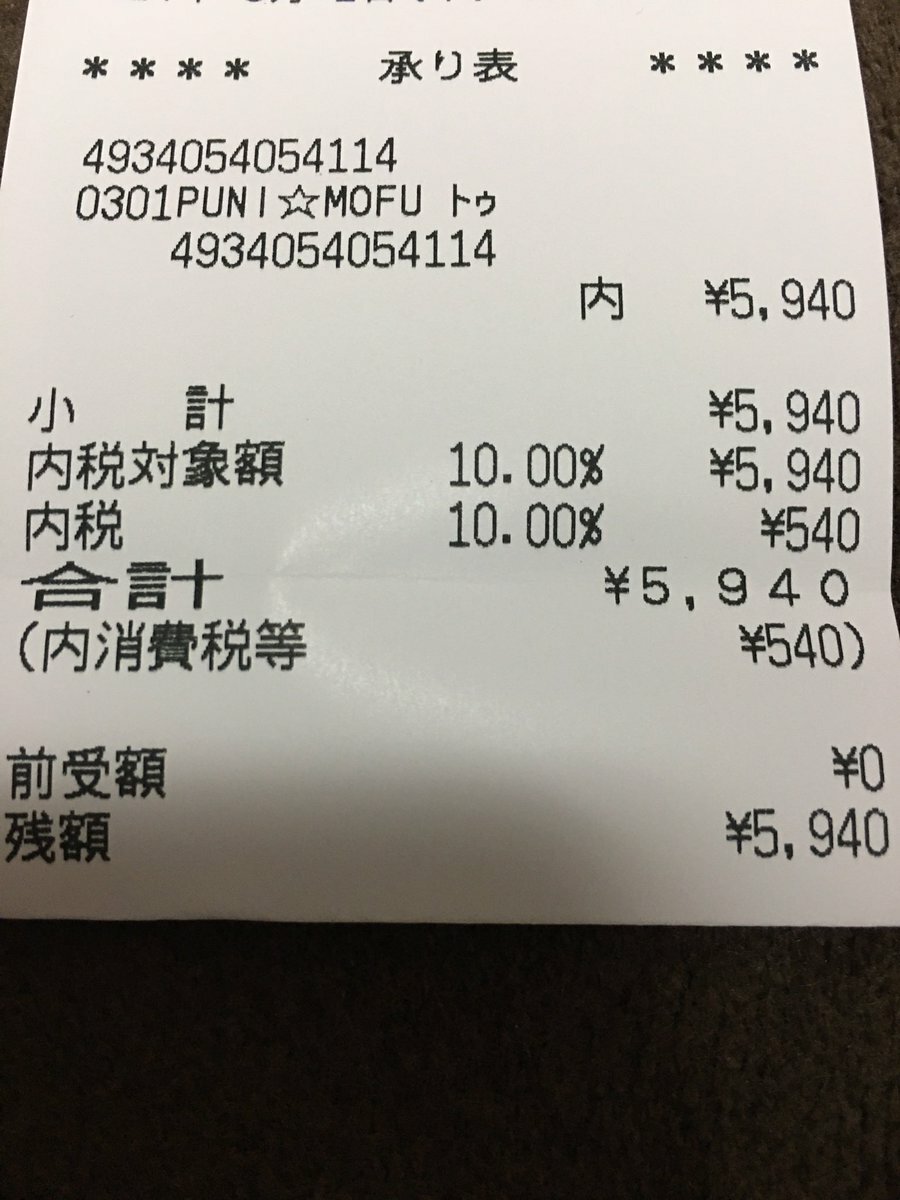 ＊＊＊＊ 承り表 ＊＊＊＊
4934054054114
0301PUNI☆MOFU トゥ
4934054054114
内 ¥5,940
小 計 ¥5,940
内税対象額 10.00% ¥5,940
内税 10.00% ¥540
合計 ¥5,940
(内消費税等 ¥540)
前受額 ¥0
残額 ¥5,940